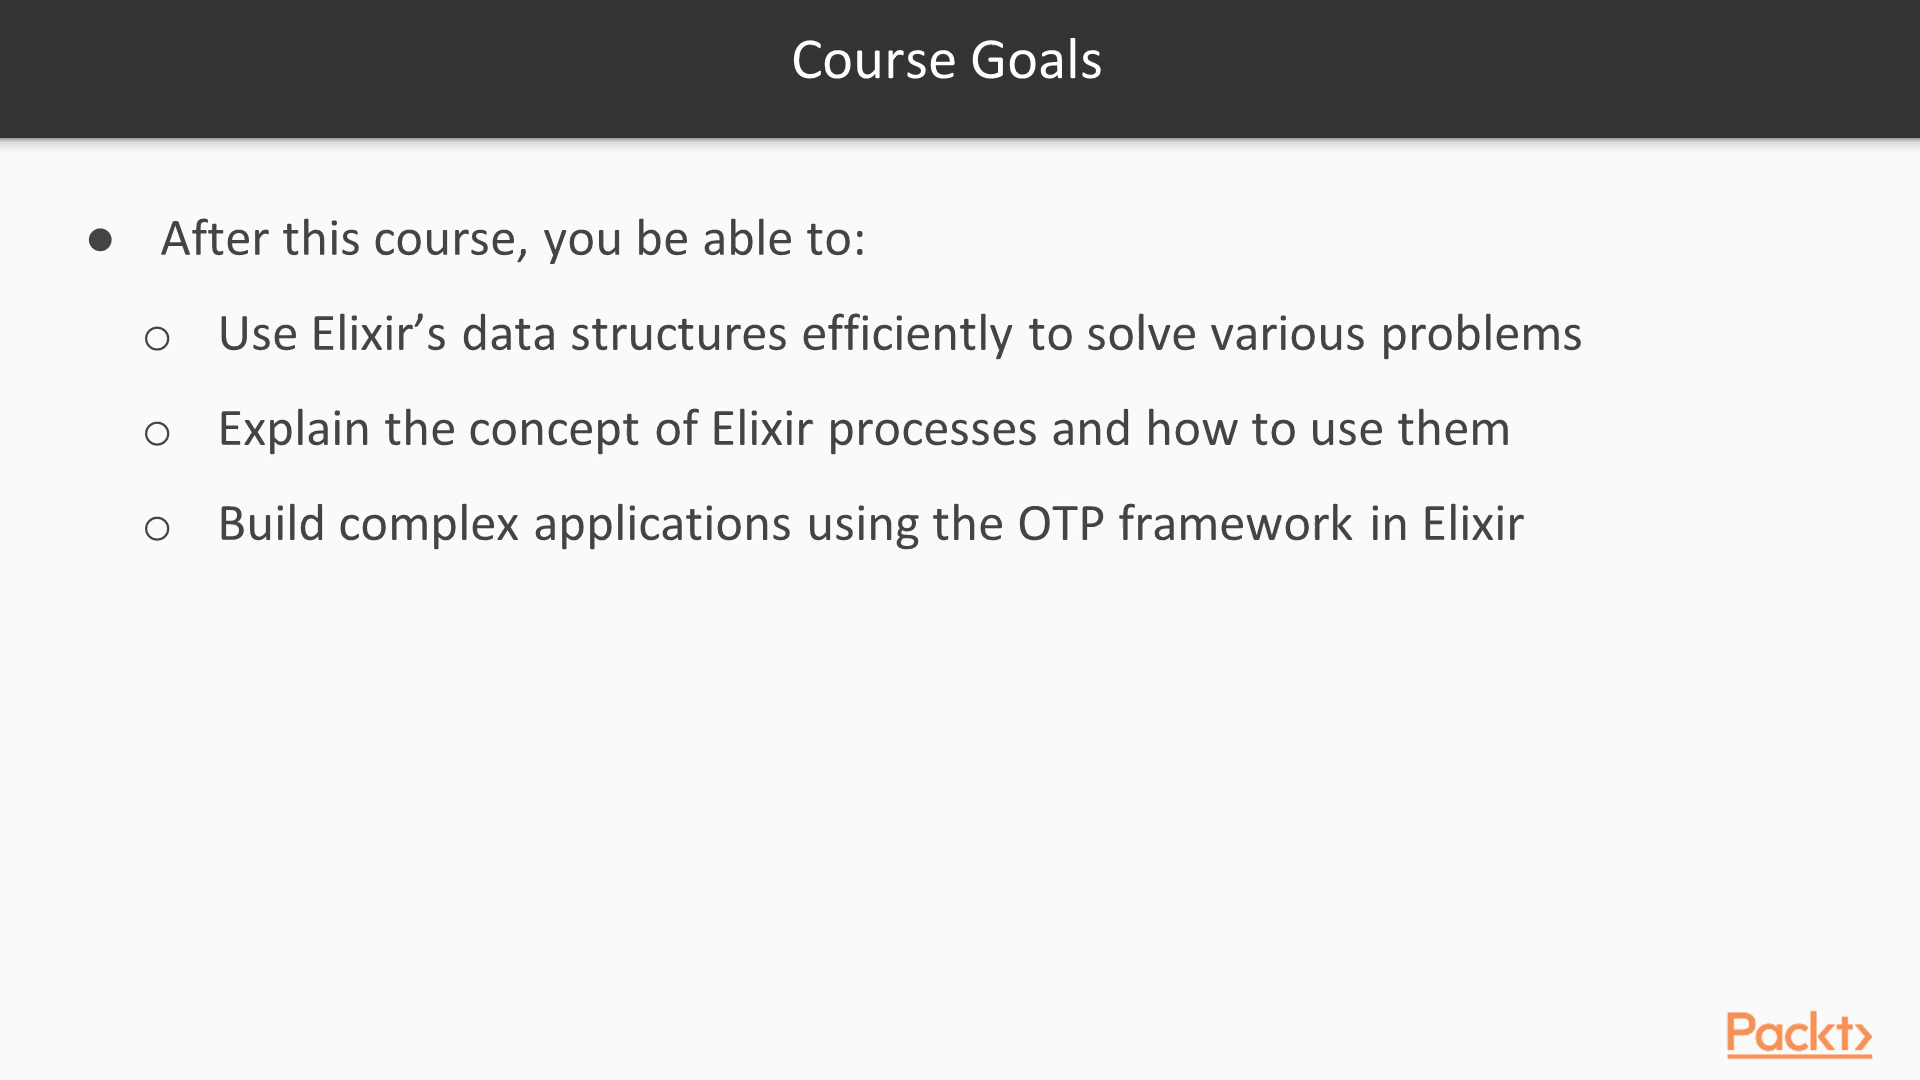 Course Goals
● After this course, you be able to:
○ Use Elixir’s data structures efficiently to solve various problems
○ Explain the concept of Elixir processes and how to use them
○ Build complex applications using the OTP framework in Elixir
Packt>